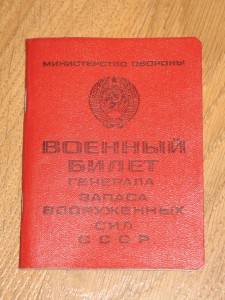 МИНИСТЕРСТВО ОБОРОНЫ
ВОЕННЫЙ
БИЛЕТ
ГЕНЕРАЛА
ЗАПАСА
ВООРУЖЕННЫХ
СИЛ
СССР